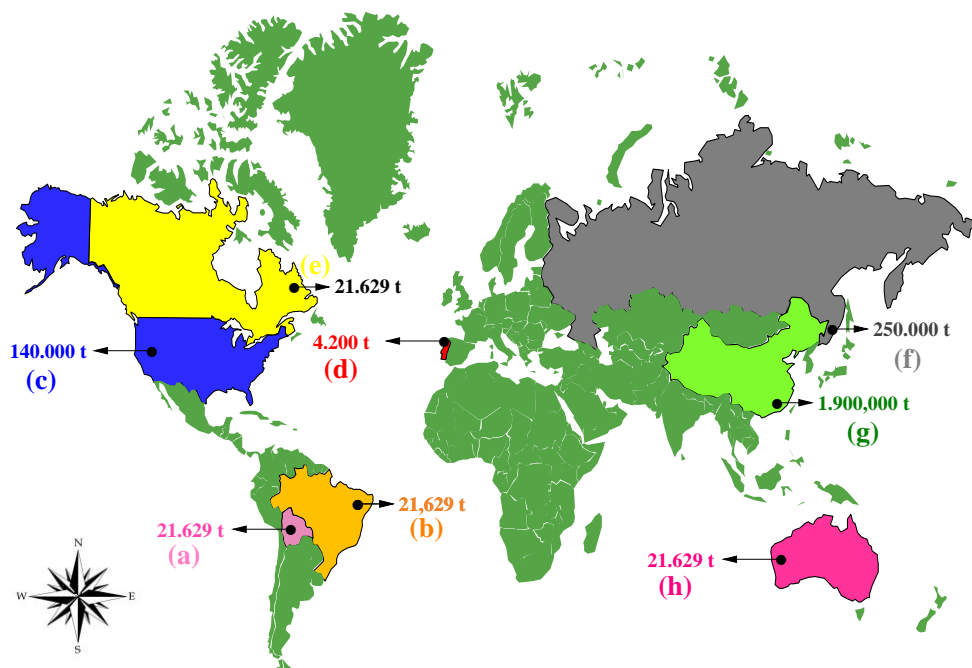 (e)
21.629 t
250.000 t
(f)
4.200 t
(d)
140.000 t
(c)
1.900,000 t
(g)
21,629 t
(b)
21.629 t
(a)
21.629 t
(h)
N
W E
S